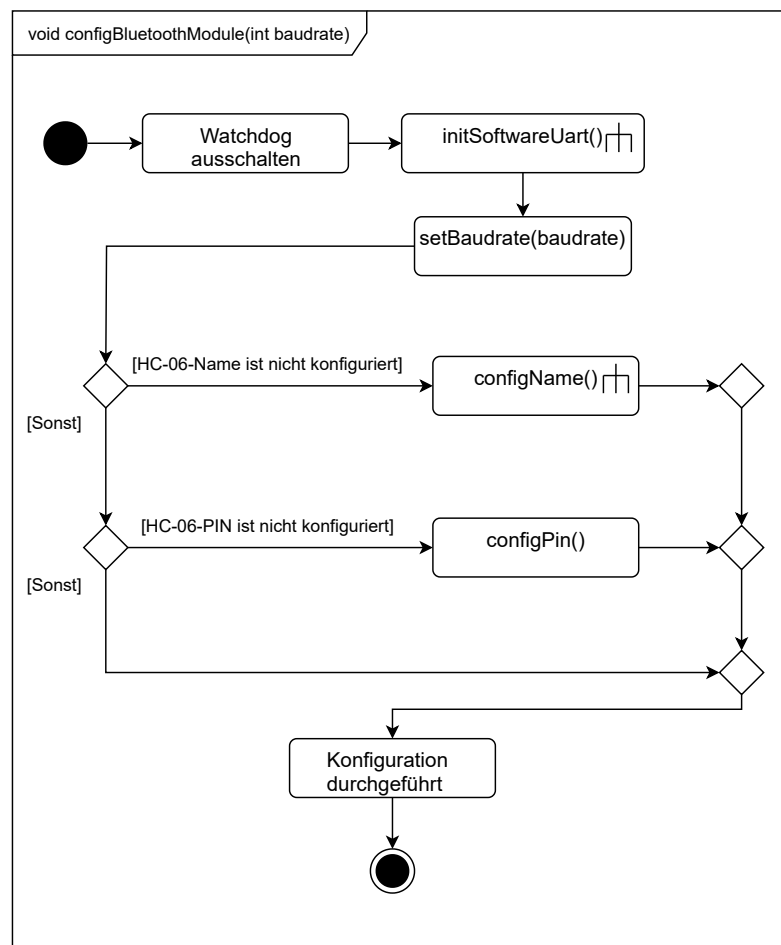 void configBluetoothModule(int baudrate)
Watchdog
ausschalten
initSoftwareUart()
setBaudrate(baudrate)
[HC-06-Name ist nicht konfiguriert]
configName()
[Sonst]
[HC-06-PIN ist nicht konfiguriert]
configPin()
[Sonst]
Konfiguration
durchgeführt